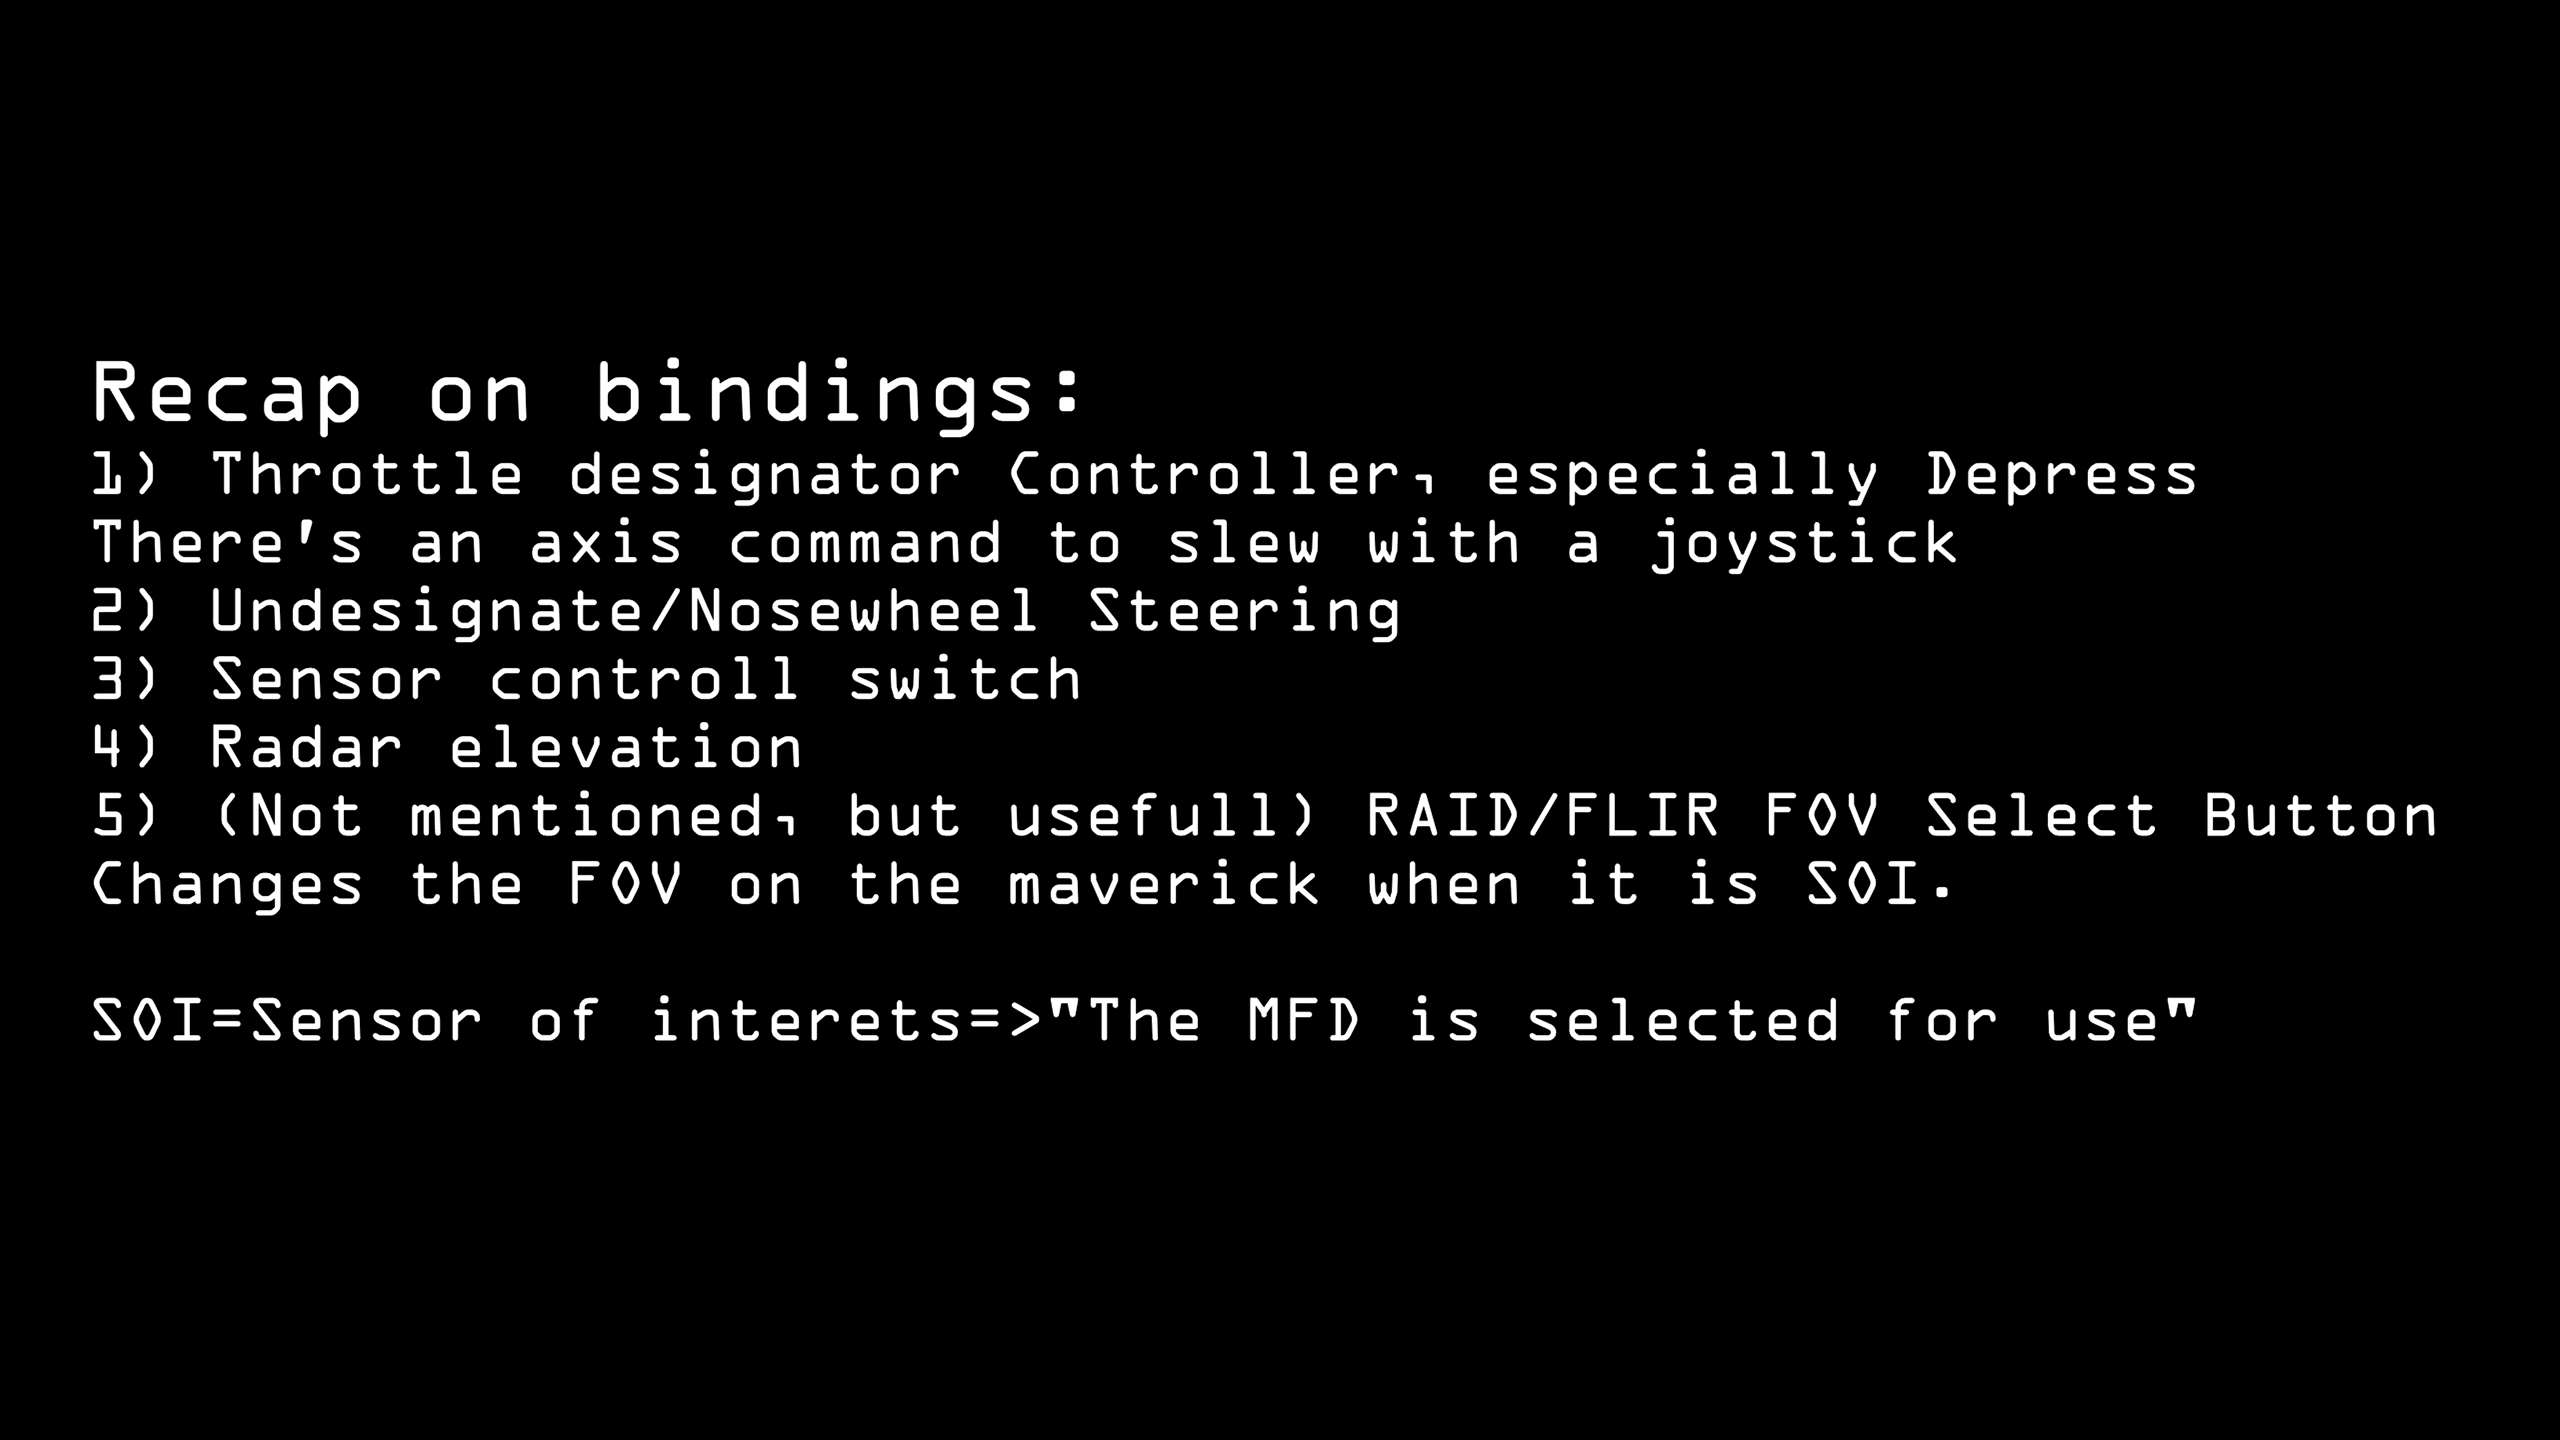 Recap on bindings:
1) Throttle designator Controller, especially Depress
There's an axis command to slew with a joystick
2) Undesignate/Nosewheel Steering
3) Sensor controll switch
4) Radar elevation
5) (Not mentioned, but usefull) RAID/FLIR FOV Select Button
Changes the FOV on the maverick when it is SOI.
SOI=Sensor of interets=>"The MFD is selected for use"